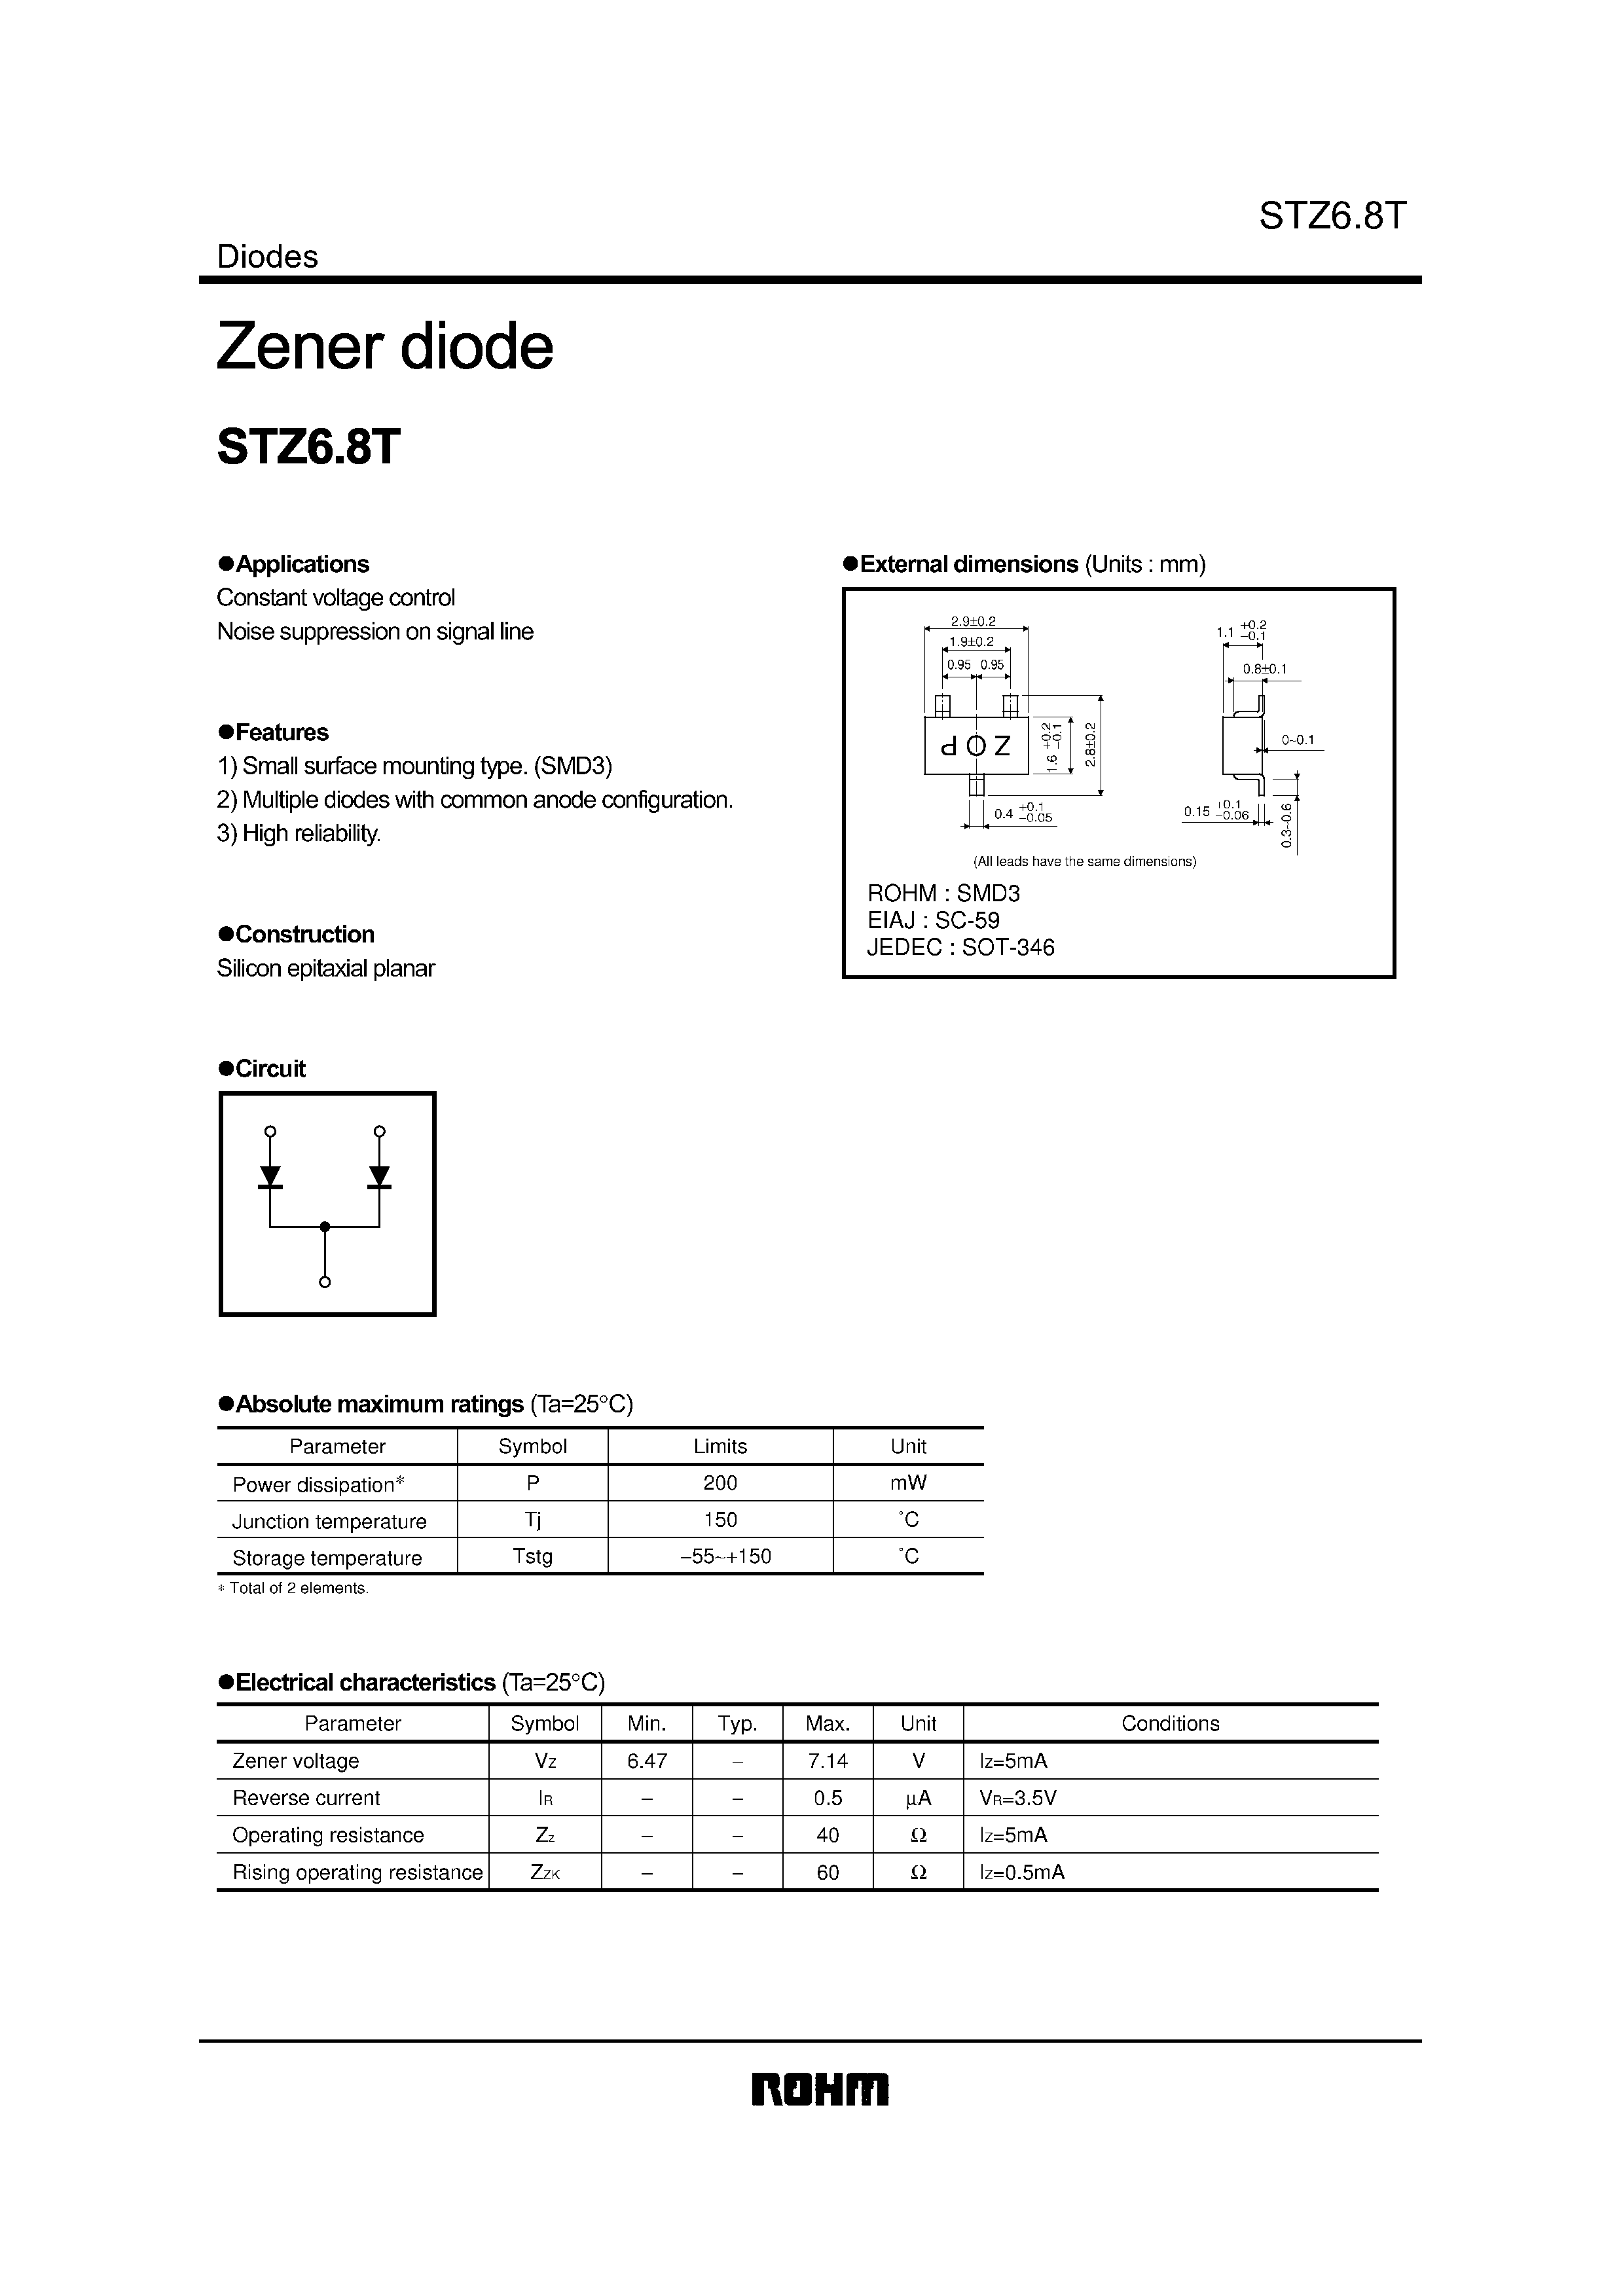 STZ6.8T
Diodes
Zener diode
STZ6.8T
●Applications
Constant voltage control
Noise suppression on signal line
●Features
1) Small surface mounting type. (SMD3)
2) Multiple diodes with common anode configuration.
3) High reliability.
●Construction
Silicon epitaxial planar
●External dimensions (Units : mm)
2.9±0.2
1.9±0.2
0.95 0.95
ZOP
1.6 +0.2 −0.1
2.8±0.2
0.4 +0.1 −0.05
1.1 +0.2 −0.1
0.8±0.1
0~0.1
0.15 +0.1 −0.06
0.3~0.6
(All leads have the same dimensions)
ROHM : SMD3
EIAJ : SC-59
JEDEC : SOT-346
●Circuit
●Absolute maximum ratings (Ta=25°C)
Parameter Symbol Limits Unit
Power dissipation* P 200 mW
Junction temperature Tj 150 ˚C
Storage temperature Tstg −55~+150 ˚C
* Total of 2 elements.
●Electrical characteristics (Ta=25°C)
Parameter Symbol Min. Typ. Max. Unit Conditions
Zener voltage VZ 6.47 − 7.14 V IZ=5mA
Reverse current IR − − 0.5 µA VR=3.5V
Operating resistance Zz − − 40 Ω IZ=5mA
Rising operating resistance ZZK − − 60 Ω IZ=0.5mA
ROHM